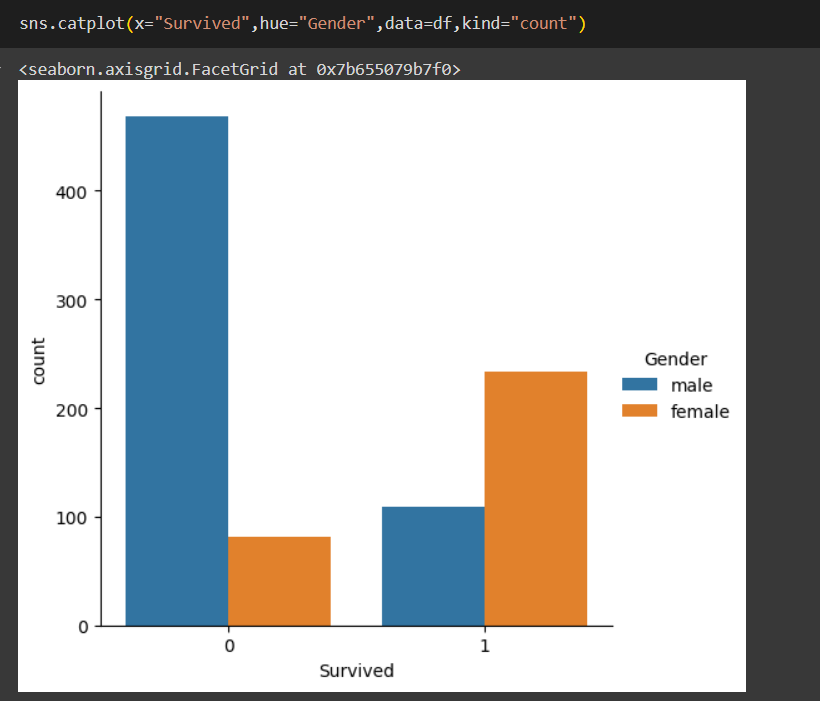 sns.catplot(x="Survived",hue="Gender",data=df,kind="count")
<seaborn.axisgrid.FacetGrid at 0x7b655079b7f0>
400
300
200
100
0
count
0
1
Survived
Gender
male
female